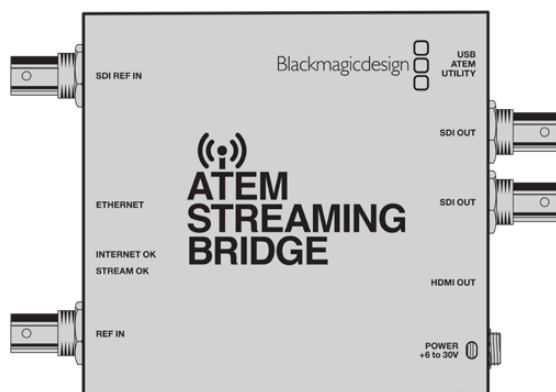 SDI REF IN
Blackmagicdesign
USB
ATEM
UTILITY
SDI OUT
ATEM
STREAMING
BRIDGE
ETHERNET
SDI OUT
INTERNET OK
STREAM OK
HDMI OUT
REF IN
POWER
+6 to 30V